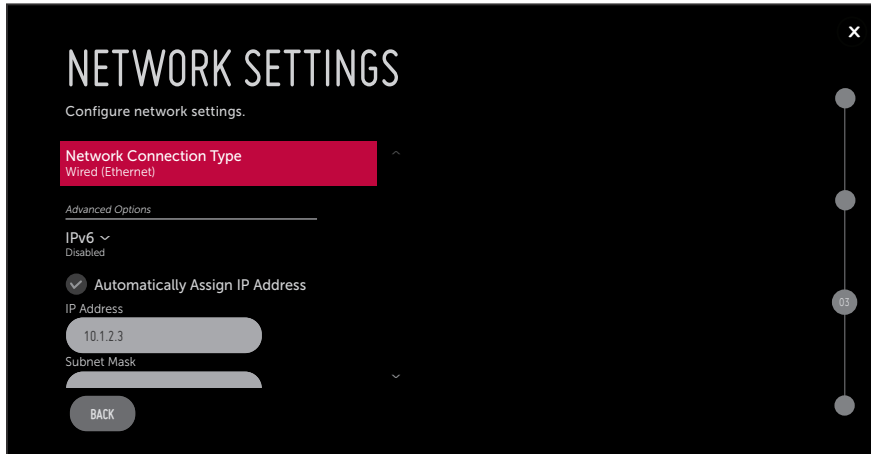 X
NETWORK SETTINGS
Configure network settings.
Network Connection Type
Wired (Ethernet)
Advanced Options
IPv6
Disabled
Automatically Assign IP Address
IP Address
10.1.2.3
Subnet Mask
03
BACK